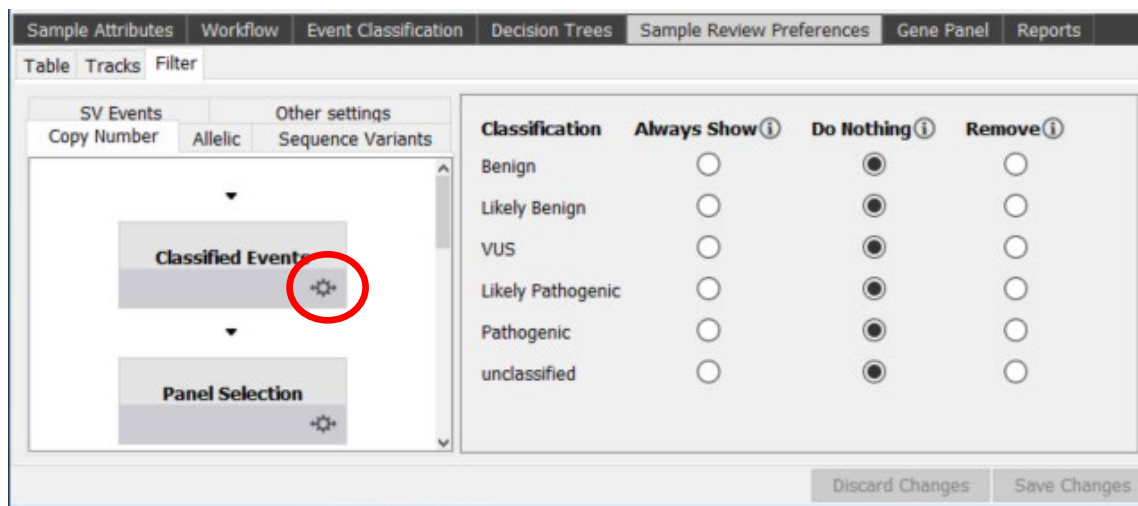 Sample Attributes Workflow Event Classification Decision Trees Sample Review Preferences Gene Panel Reports
Table Tracks Filter
SV Events Other settings
Copy Number Allelic Sequence Variants
Classified Events
Panel Selection
Classification Always Show Do Nothing Remove
Benign
Likely Benign
VUS
Likely Pathogenic
Pathogenic
unclassified
Discard Changes Save Changes